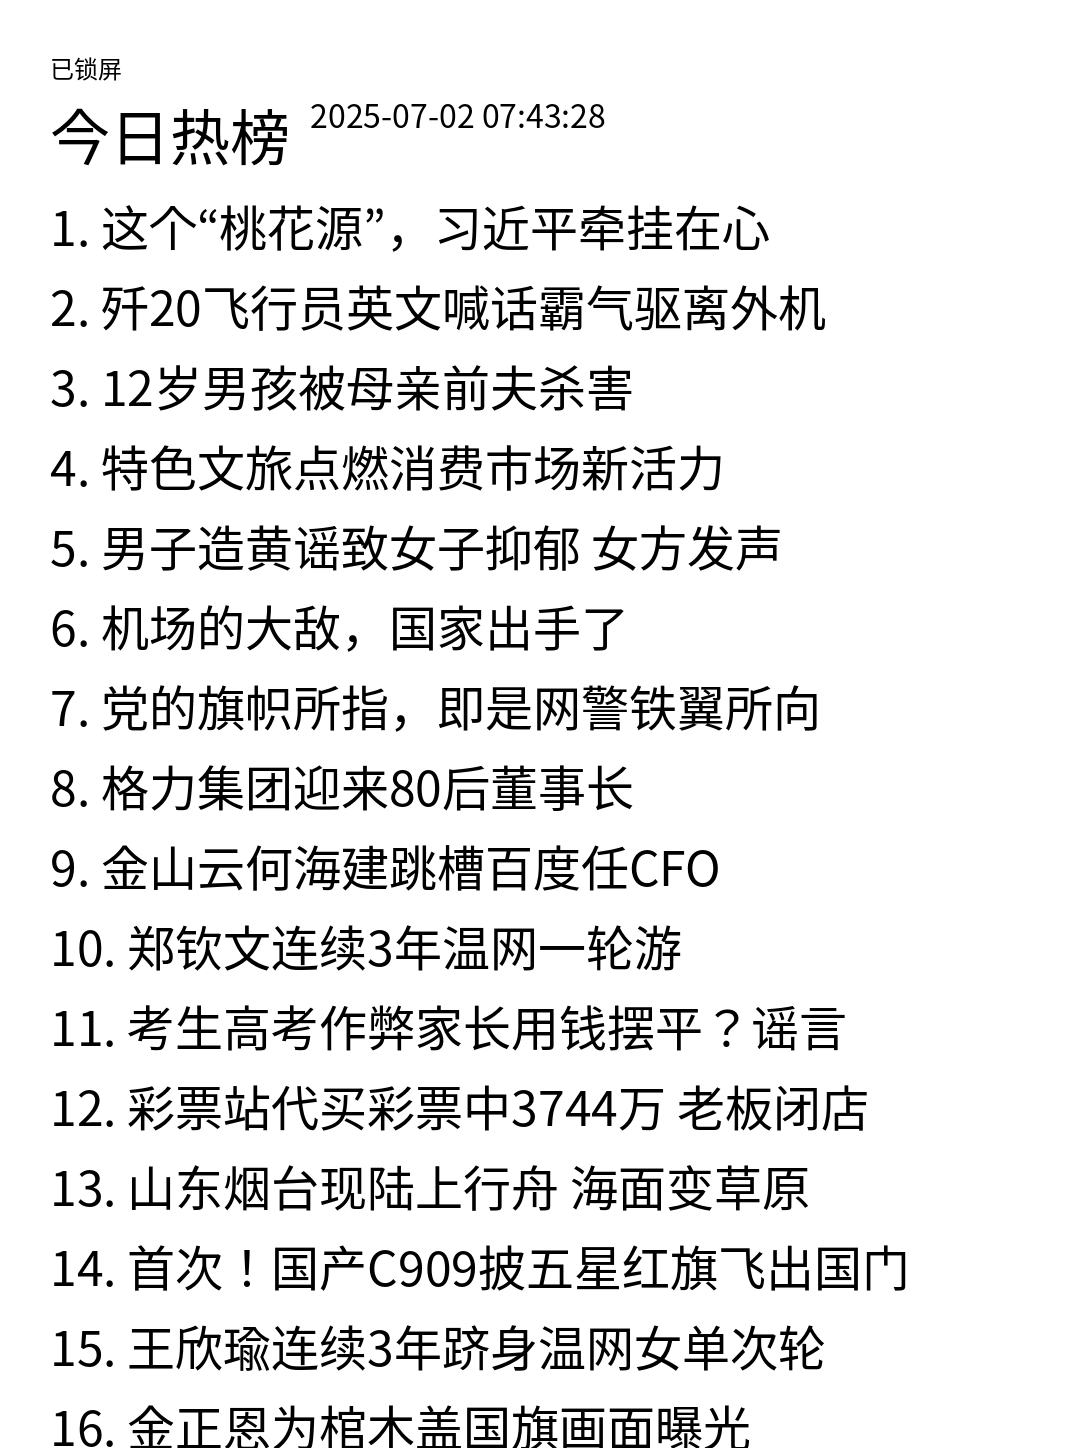 已锁屏
今日热榜 2025-07-02 07:43:28
1. 这个“桃花源”，习近平牵挂在心
2. 歼20飞行员英文喊话霸气驱离外机
3. 12岁男孩被母亲前夫杀害
4. 特色文旅点燃消费市场新活力
5. 男子造黄谣致女子抑郁 女方发声
6. 机场的大敌，国家出手了
7. 党的旗帜所指，即是网警铁翼所向
8. 格力集团迎来80后董事长
9. 金山云何海建跳槽百度任CFO
10. 郑钦文连续3年温网一轮游
11. 考生高考作弊家长用钱摆平？谣言
12. 彩票站代买彩票中3744万 老板闭店
13. 山东烟台现陆上行舟 海面变草原
14. 首次！国产C909披五星红旗飞出国门
15. 王欣瑜连续3年跻身温网女单次轮
16. 金正恩为棺木盖国旗画面曝光